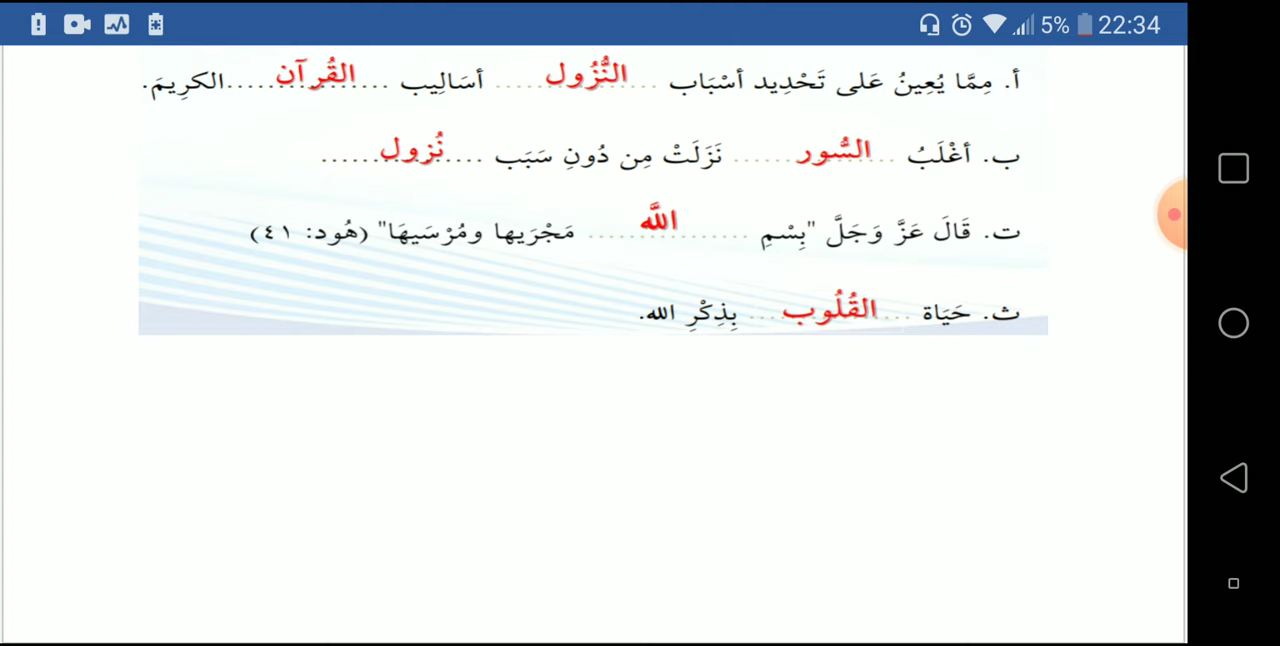 5% 22:34
أ. مِمَّا يُعِينُ عَلى تَحْدِيد أسْبَاب ......النُّزُول...... أسَالِيب ......القُرآن...... الكرِيمَ.
ب. أغْلَبُ ......السُّور...... نَزَلَتْ مِن دُونِ سَبَب ......نُزول......
ت. قَالَ عَزَّ وَجَلَّ "بِسْمِ ......اللَّه...... مَجْرَيها ومُرْسَيهَا" (هُود: ٤١)
ث. حَيَاة ......القُلُوب...... بِذِكْرِ الله.